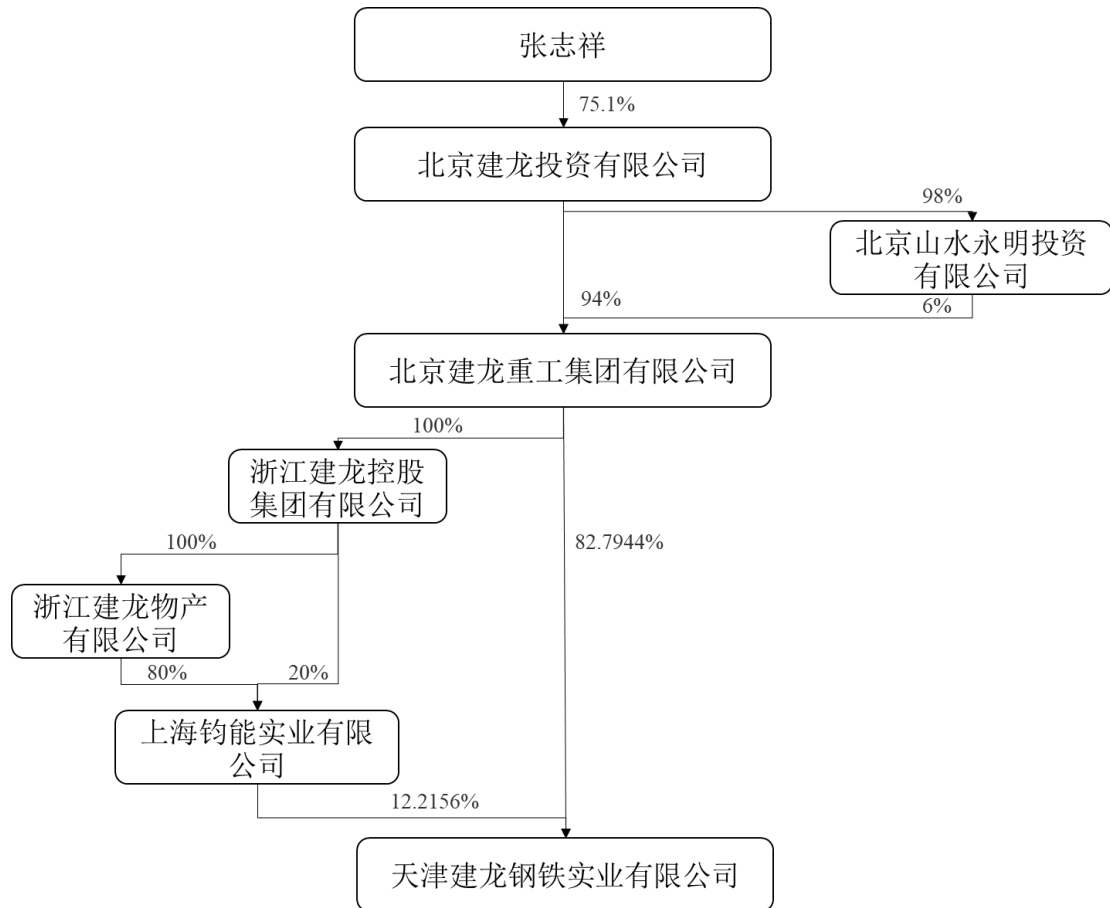 张志祥
75.1%
北京建龙投资有限公司
98%
北京山水永明投资
有限公司
94%
6%
北京建龙重工集团有限公司
100%
浙江建龙控股
集团有限公司
100%
82.7944%
浙江建龙物产
有限公司
80%
20%
上海钧能实业有限
公司
12.2156%
天津建龙钢铁实业有限公司